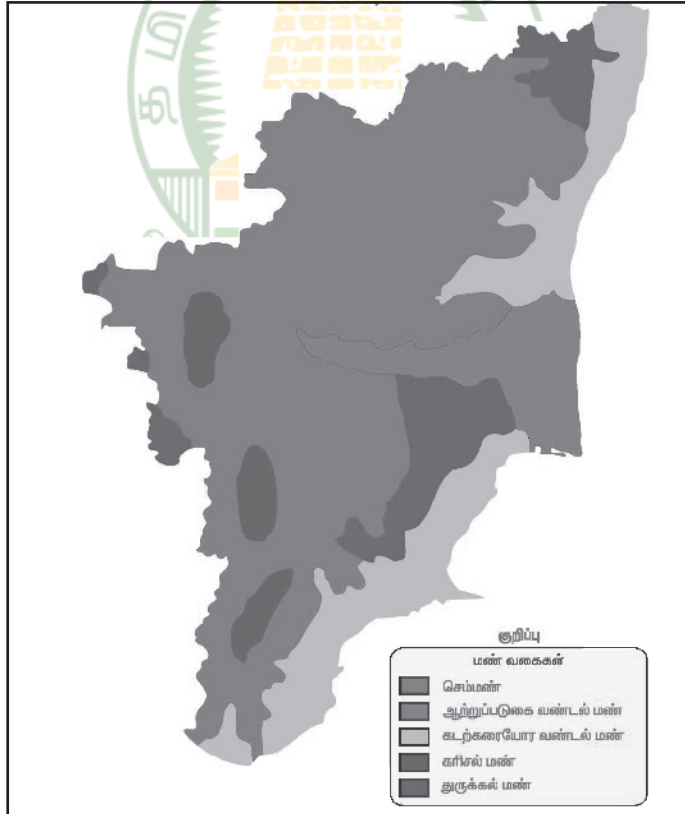 குறிப்பு
மண் வகைகள்
செம்மண்
ஆற்றுப்படுகை வண்டல் மண்
கடற்கரையோர வண்டல் மண்
கரிசல் மண்
துருக்கல் மண்